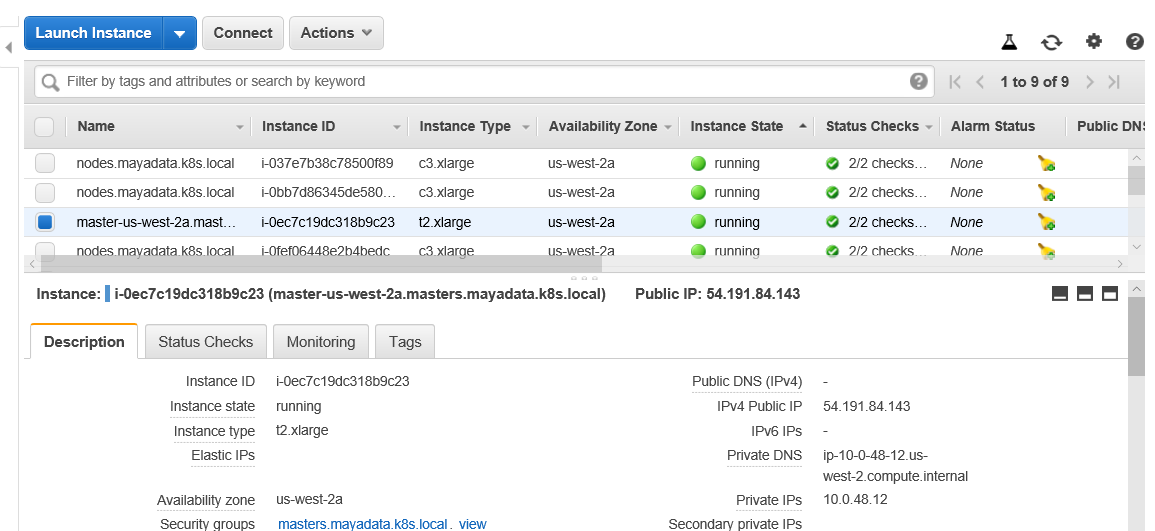 Launch Instance Connect Actions
Filter by tags and attributes or search by keyword 1 to 9 of 9
Name Instance ID Instance Type Availability Zone Instance State Status Checks Alarm Status Public DNS
nodes.mayadata.k8s.local i-037e7b38c78500f89 c3.xlarge us-west-2a running 2/2 checks... None
nodes.mayadata.k8s.local i-0bb7d86345de580... c3.xlarge us-west-2a running 2/2 checks... None
master-us-west-2a.mast... i-0ec7c19dc318b9c23 t2.xlarge us-west-2a running 2/2 checks... None
nodes.mayadata.k8s.local i-0fef06448e2b4bedc c3.xlarge us-west-2a running 2/2 checks... None
Instance: i-0ec7c19dc318b9c23 (master-us-west-2a.masters.mayadata.k8s.local) Public IP: 54.191.84.143
Description Status Checks Monitoring Tags
Instance ID i-0ec7c19dc318b9c23 Public DNS (IPv4) -
Instance state running IPv4 Public IP 54.191.84.143
Instance type t2.xlarge IPv6 IPs -
Elastic IPs Private DNS ip-10-0-48-12.us-
west-2.compute.internal
Availability zone us-west-2a Private IPs 10.0.48.12
Security groups masters.mayadata.k8s.local. view Secondary private IPs